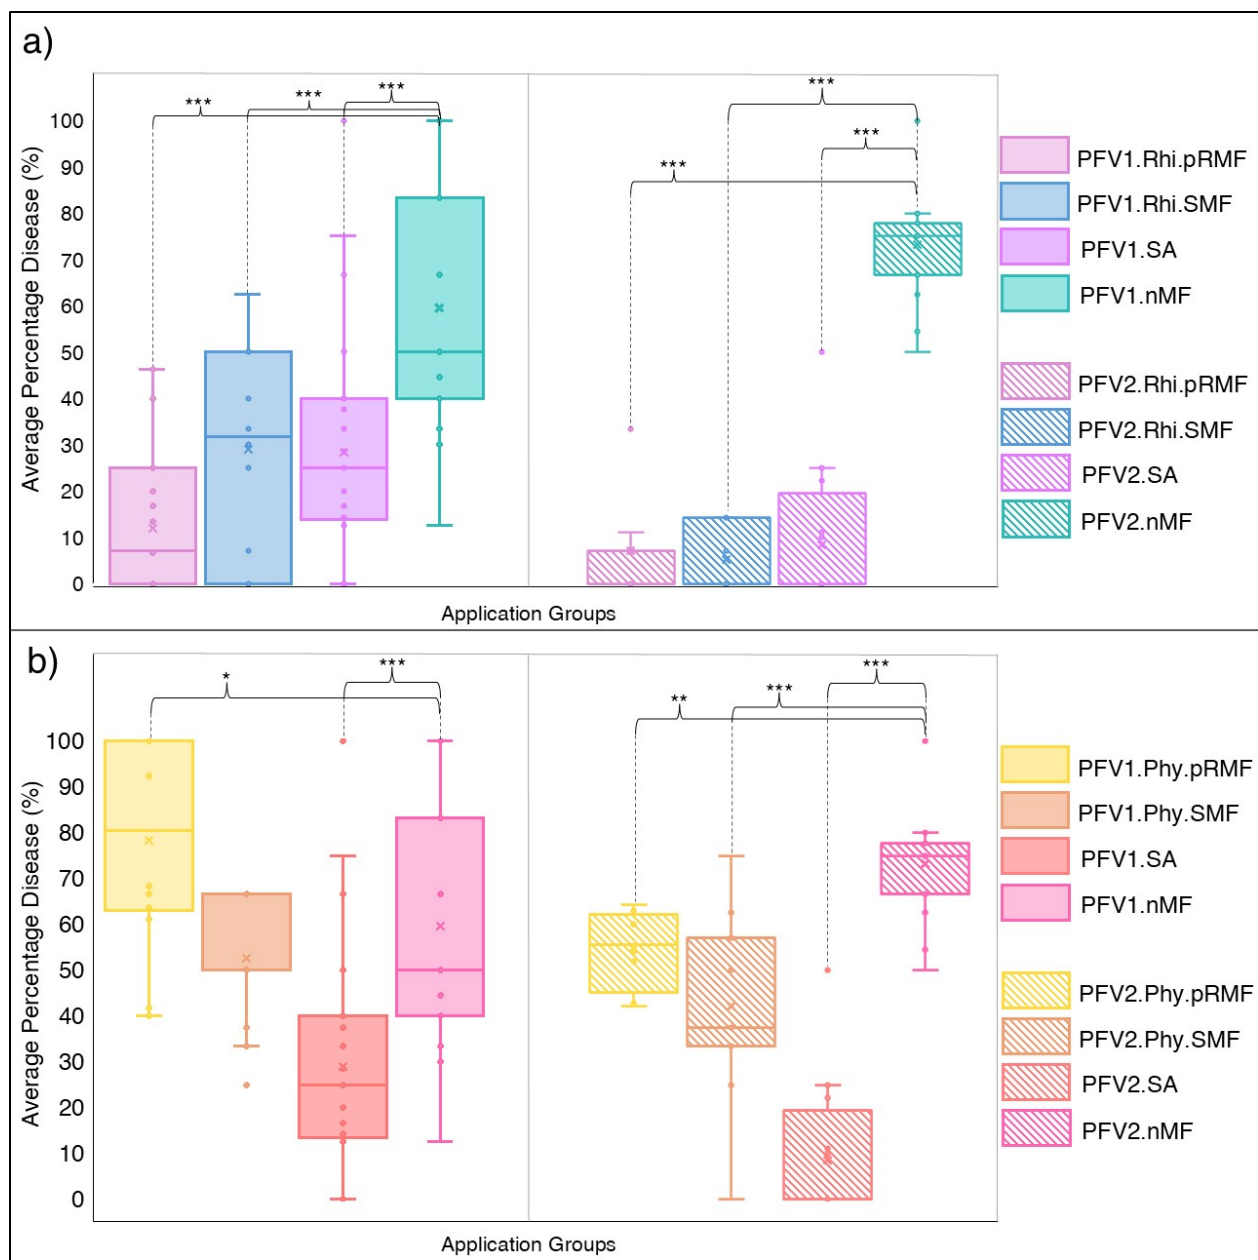 a)
*** *** *** ***
***
***
Average Percentage Disease (%)
100
90
80
70
60
50
40
30
20
10
0
Application Groups
PFV1.Rhi.pRMF
PFV1.Rhi.SMF
PFV1.SA
PFV1.nMF
PFV2.Rhi.pRMF
PFV2.Rhi.SMF
PFV2.SA
PFV2.nMF
b)
* *** ** *** ***
Average Percentage Disease (%)
100
90
80
70
60
50
40
30
20
10
0
Application Groups
PFV1.Phy.pRMF
PFV1.Phy.SMF
PFV1.SA
PFV1.nMF
PFV2.Phy.pRMF
PFV2.Phy.SMF
PFV2.SA
PFV2.nMF